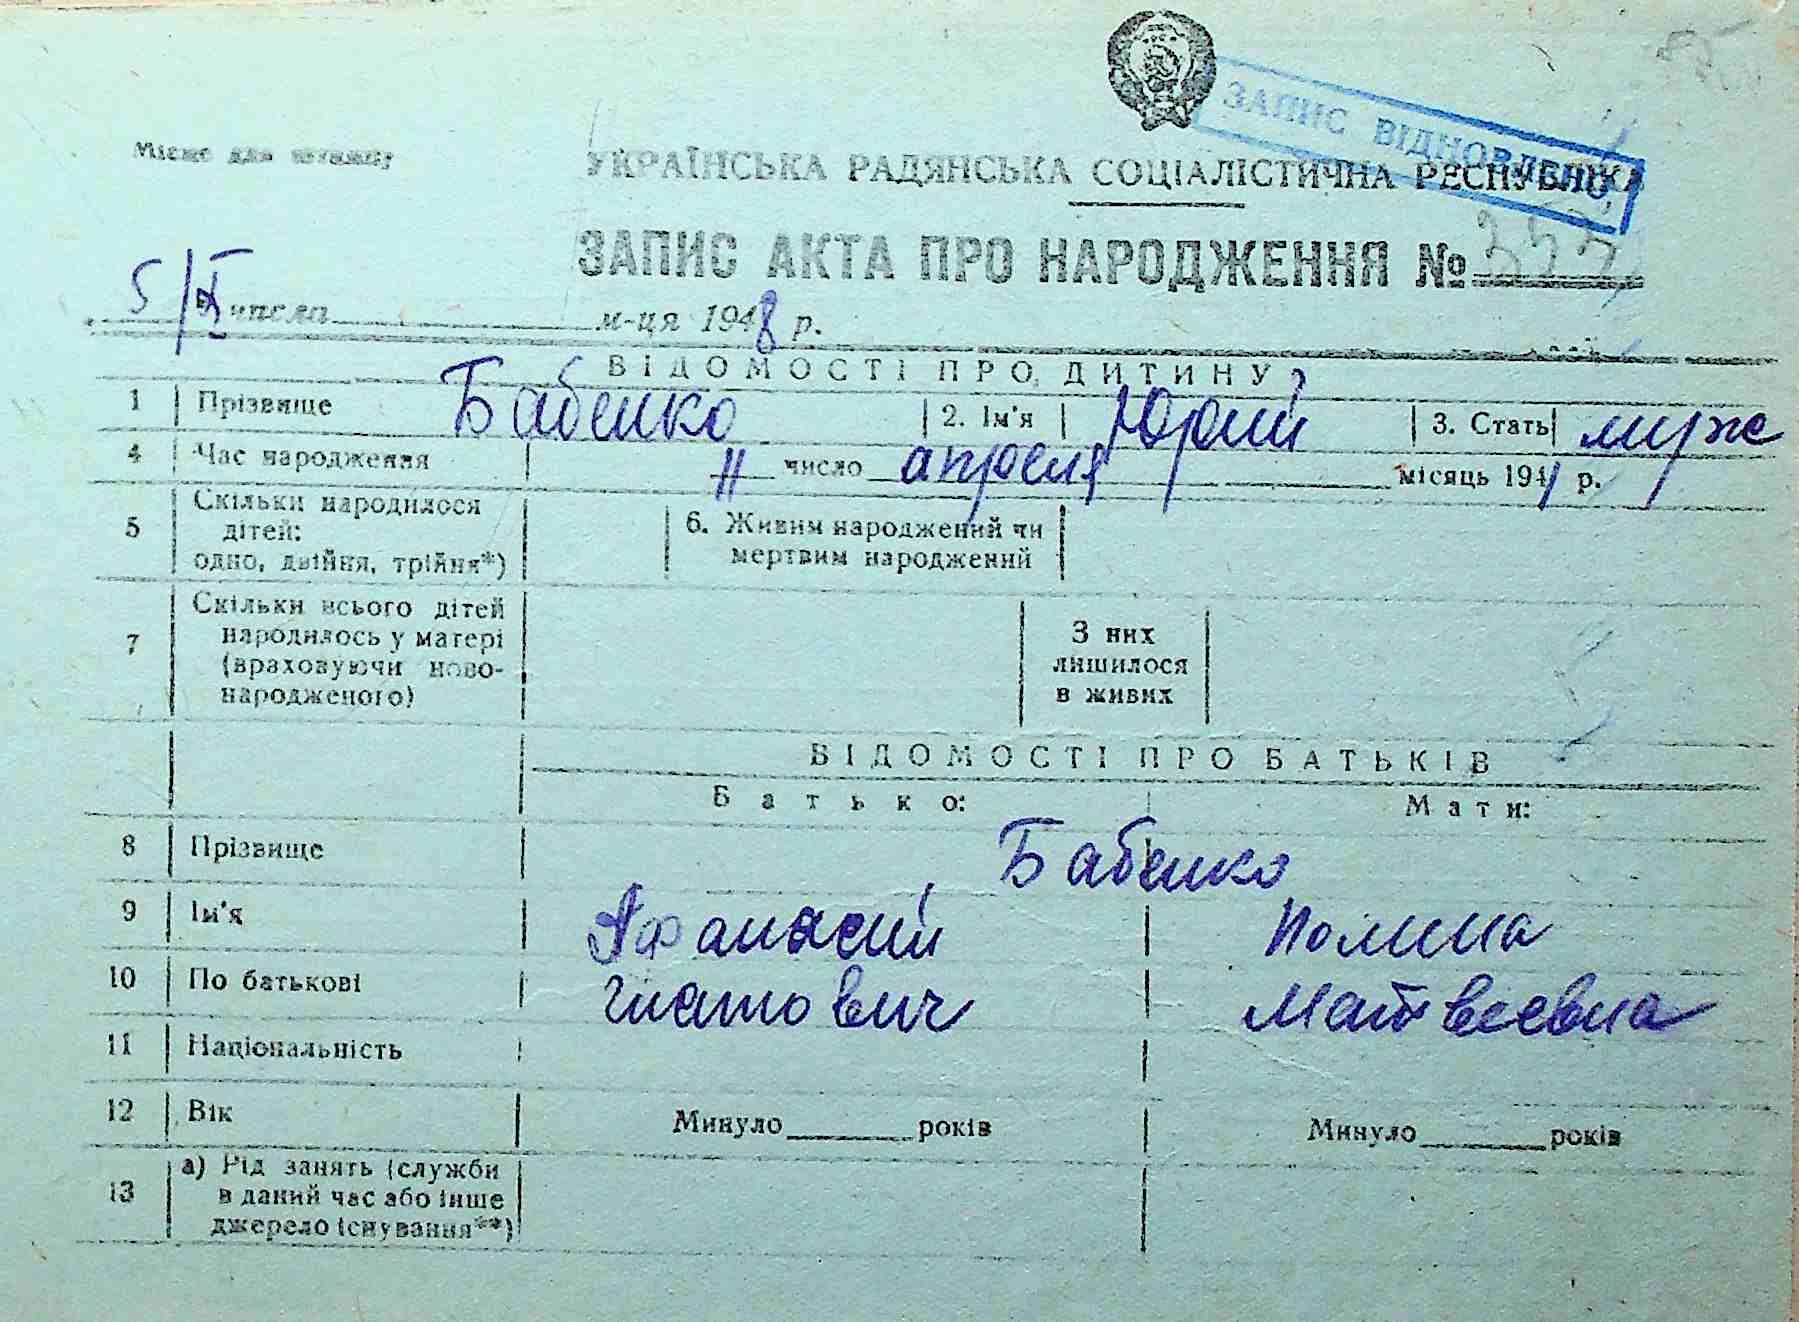 ЗАПИС ВІДНОВЛЕНО
Місце для штампу
УКРАЇНСЬКА РАДЯНСЬКА СОЦІАЛІСТИЧНА РЕСПУБЛІКА
ЗАПИС АКТА ПРО НАРОДЖЕННЯ №
5/X числа м-ця 1948 р.
ВІДОМОСТІ ПРО ДИТИНУ
1 Прізвище Бабенко 2. Ім'я Юрий 3. Стать муж
4 Час народження 11 число апреля місяць 1941 р.
5 Скільки народилося дітей: одно, двійня, трійня*) 6. Живим народжений чи мертвим народжений
7 Скільки всього дітей народилось у матері (враховуючи новонародженого) З них лишилося в живих
ВІДОМОСТІ ПРО БАТЬКІВ
Батько: Мати:
8 Прізвище Бабенко
9 Ім'я Афанасий Полина
10 По батькові Игнатович Матвеевна
11 Національність
12 Вік Минуло років Минуло років
13 а) Рід занять (служби в даний час або інше джерело існування**)